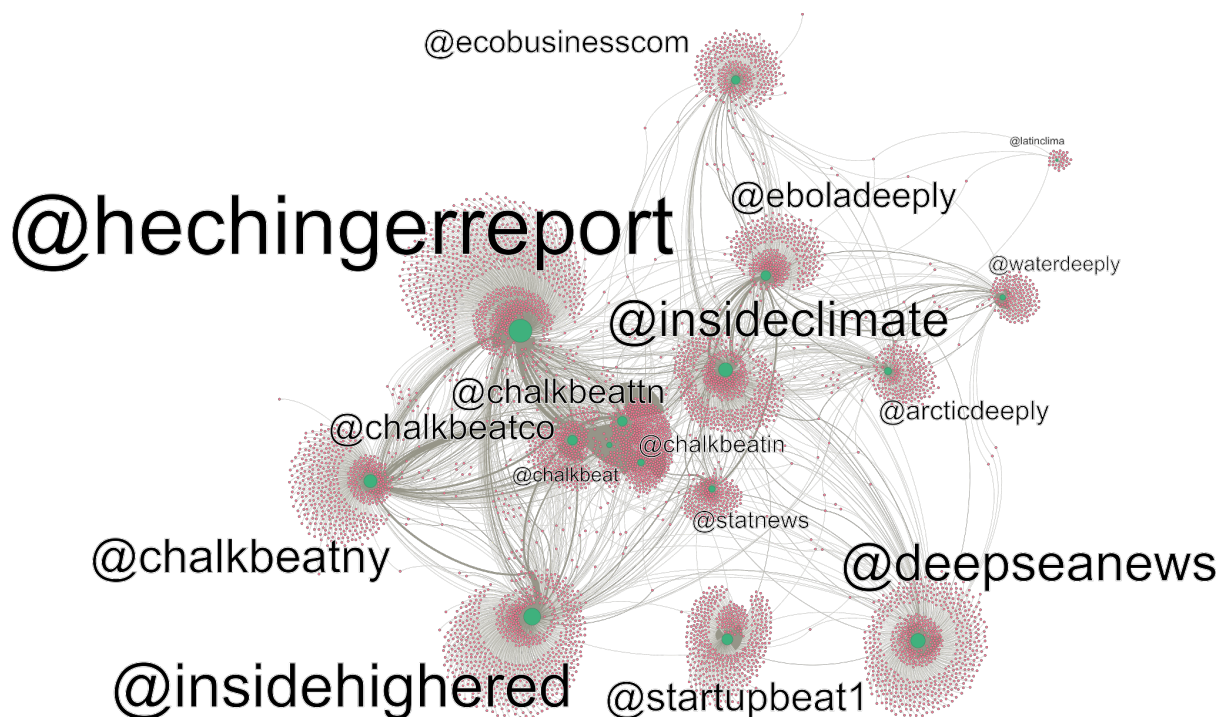 @ecobusinesscom
@latinclima
@eboladeeply
@hechingerreport
@waterdeeply
@insideclimate
@chalkbeattn
@arcticdeeply
@chalkbeatco
@chalkbeatin
@chalkbeat
@statnews
@chalkbeatny
@deepseanews
@insidehighered
@startupbeat1